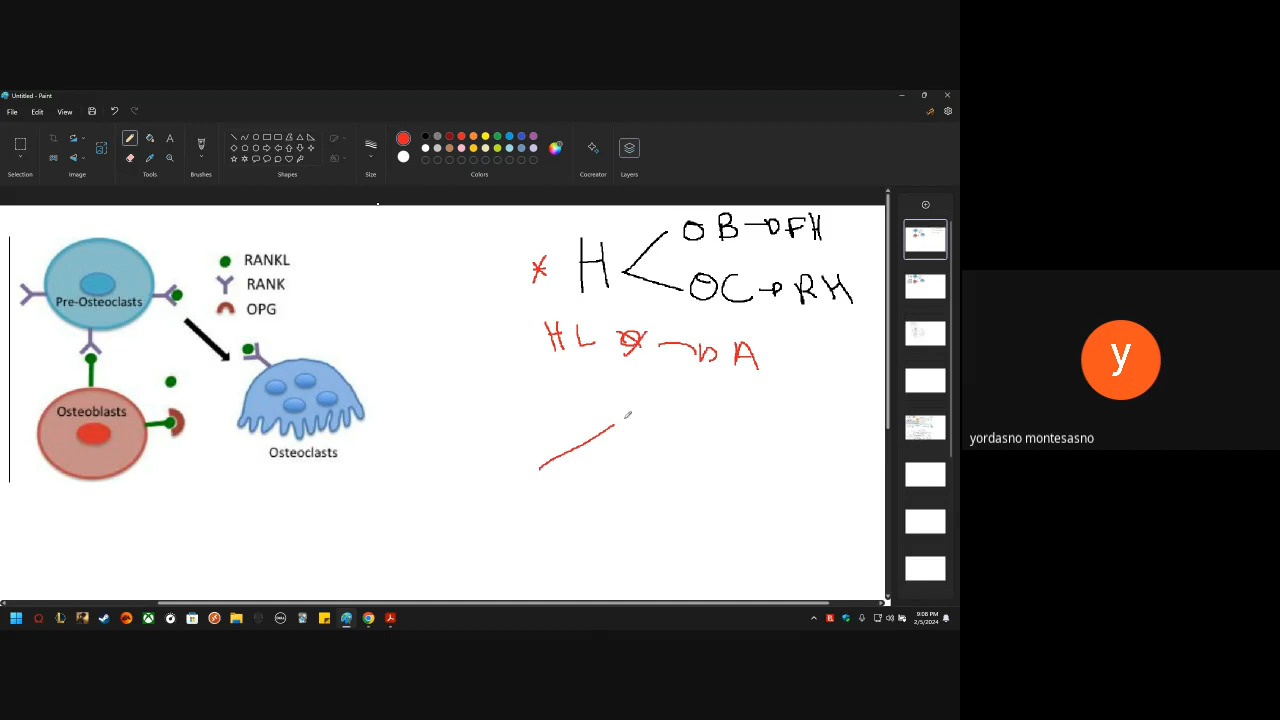 Untitled - Paint
File Edit View
Selection Image Tools Brushes Shapes Size Colors Cocreator Layers
RANKL
RANK
OPG
Pre-Osteoclasts
Osteoblasts
Osteoclasts
OB → FH
H
OC → RH
HL → A
y
yordasno montesasno
9:08 PM
2/5/2024